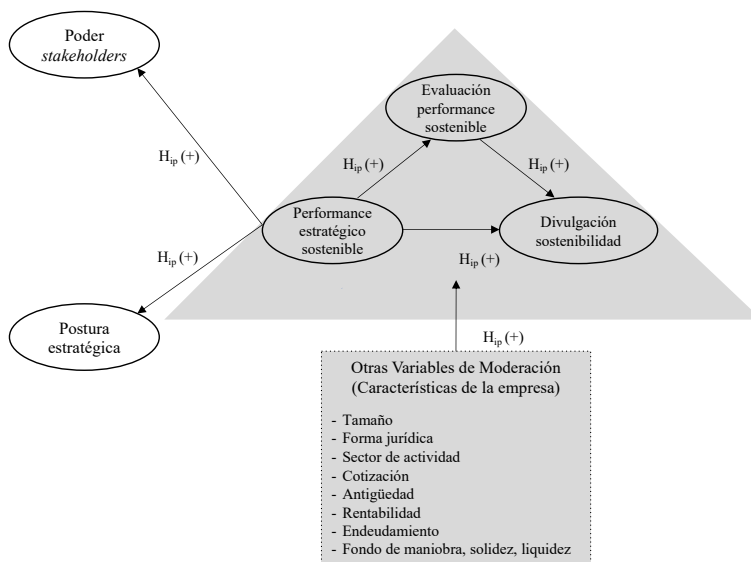 Poder
stakeholders
Evaluación
performance
sostenible
H_ip (+)
H_ip (+)
H_ip (+)
Performance
estratégico
sostenible
Divulgación
sostenibilidad
H_ip (+)
H_ip (+)
Postura
estratégica
H_ip (+)
Otras Variables de Moderación
(Características de la empresa)
- Tamaño
- Forma jurídica
- Sector de actividad
- Cotización
- Antigüedad
- Rentabilidad
- Endeudamiento
- Fondo de maniobra, solidez, liquidez